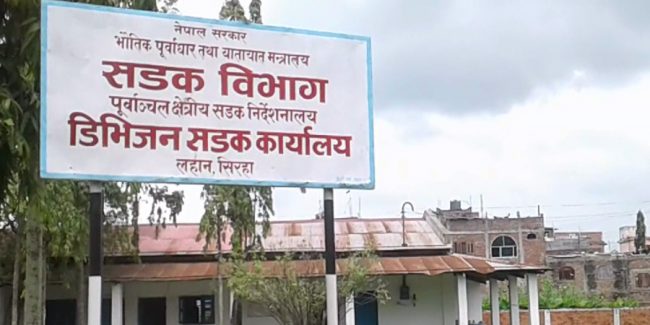 नेपाल सरकार
भौतिक पूर्वाधार तथा यातायात मन्त्रालय
सडक विभाग
पूर्वाञ्चल क्षेत्रीय सडक निर्देशनालय
डिभिजन सडक कार्यालय
लहान, सिरहा